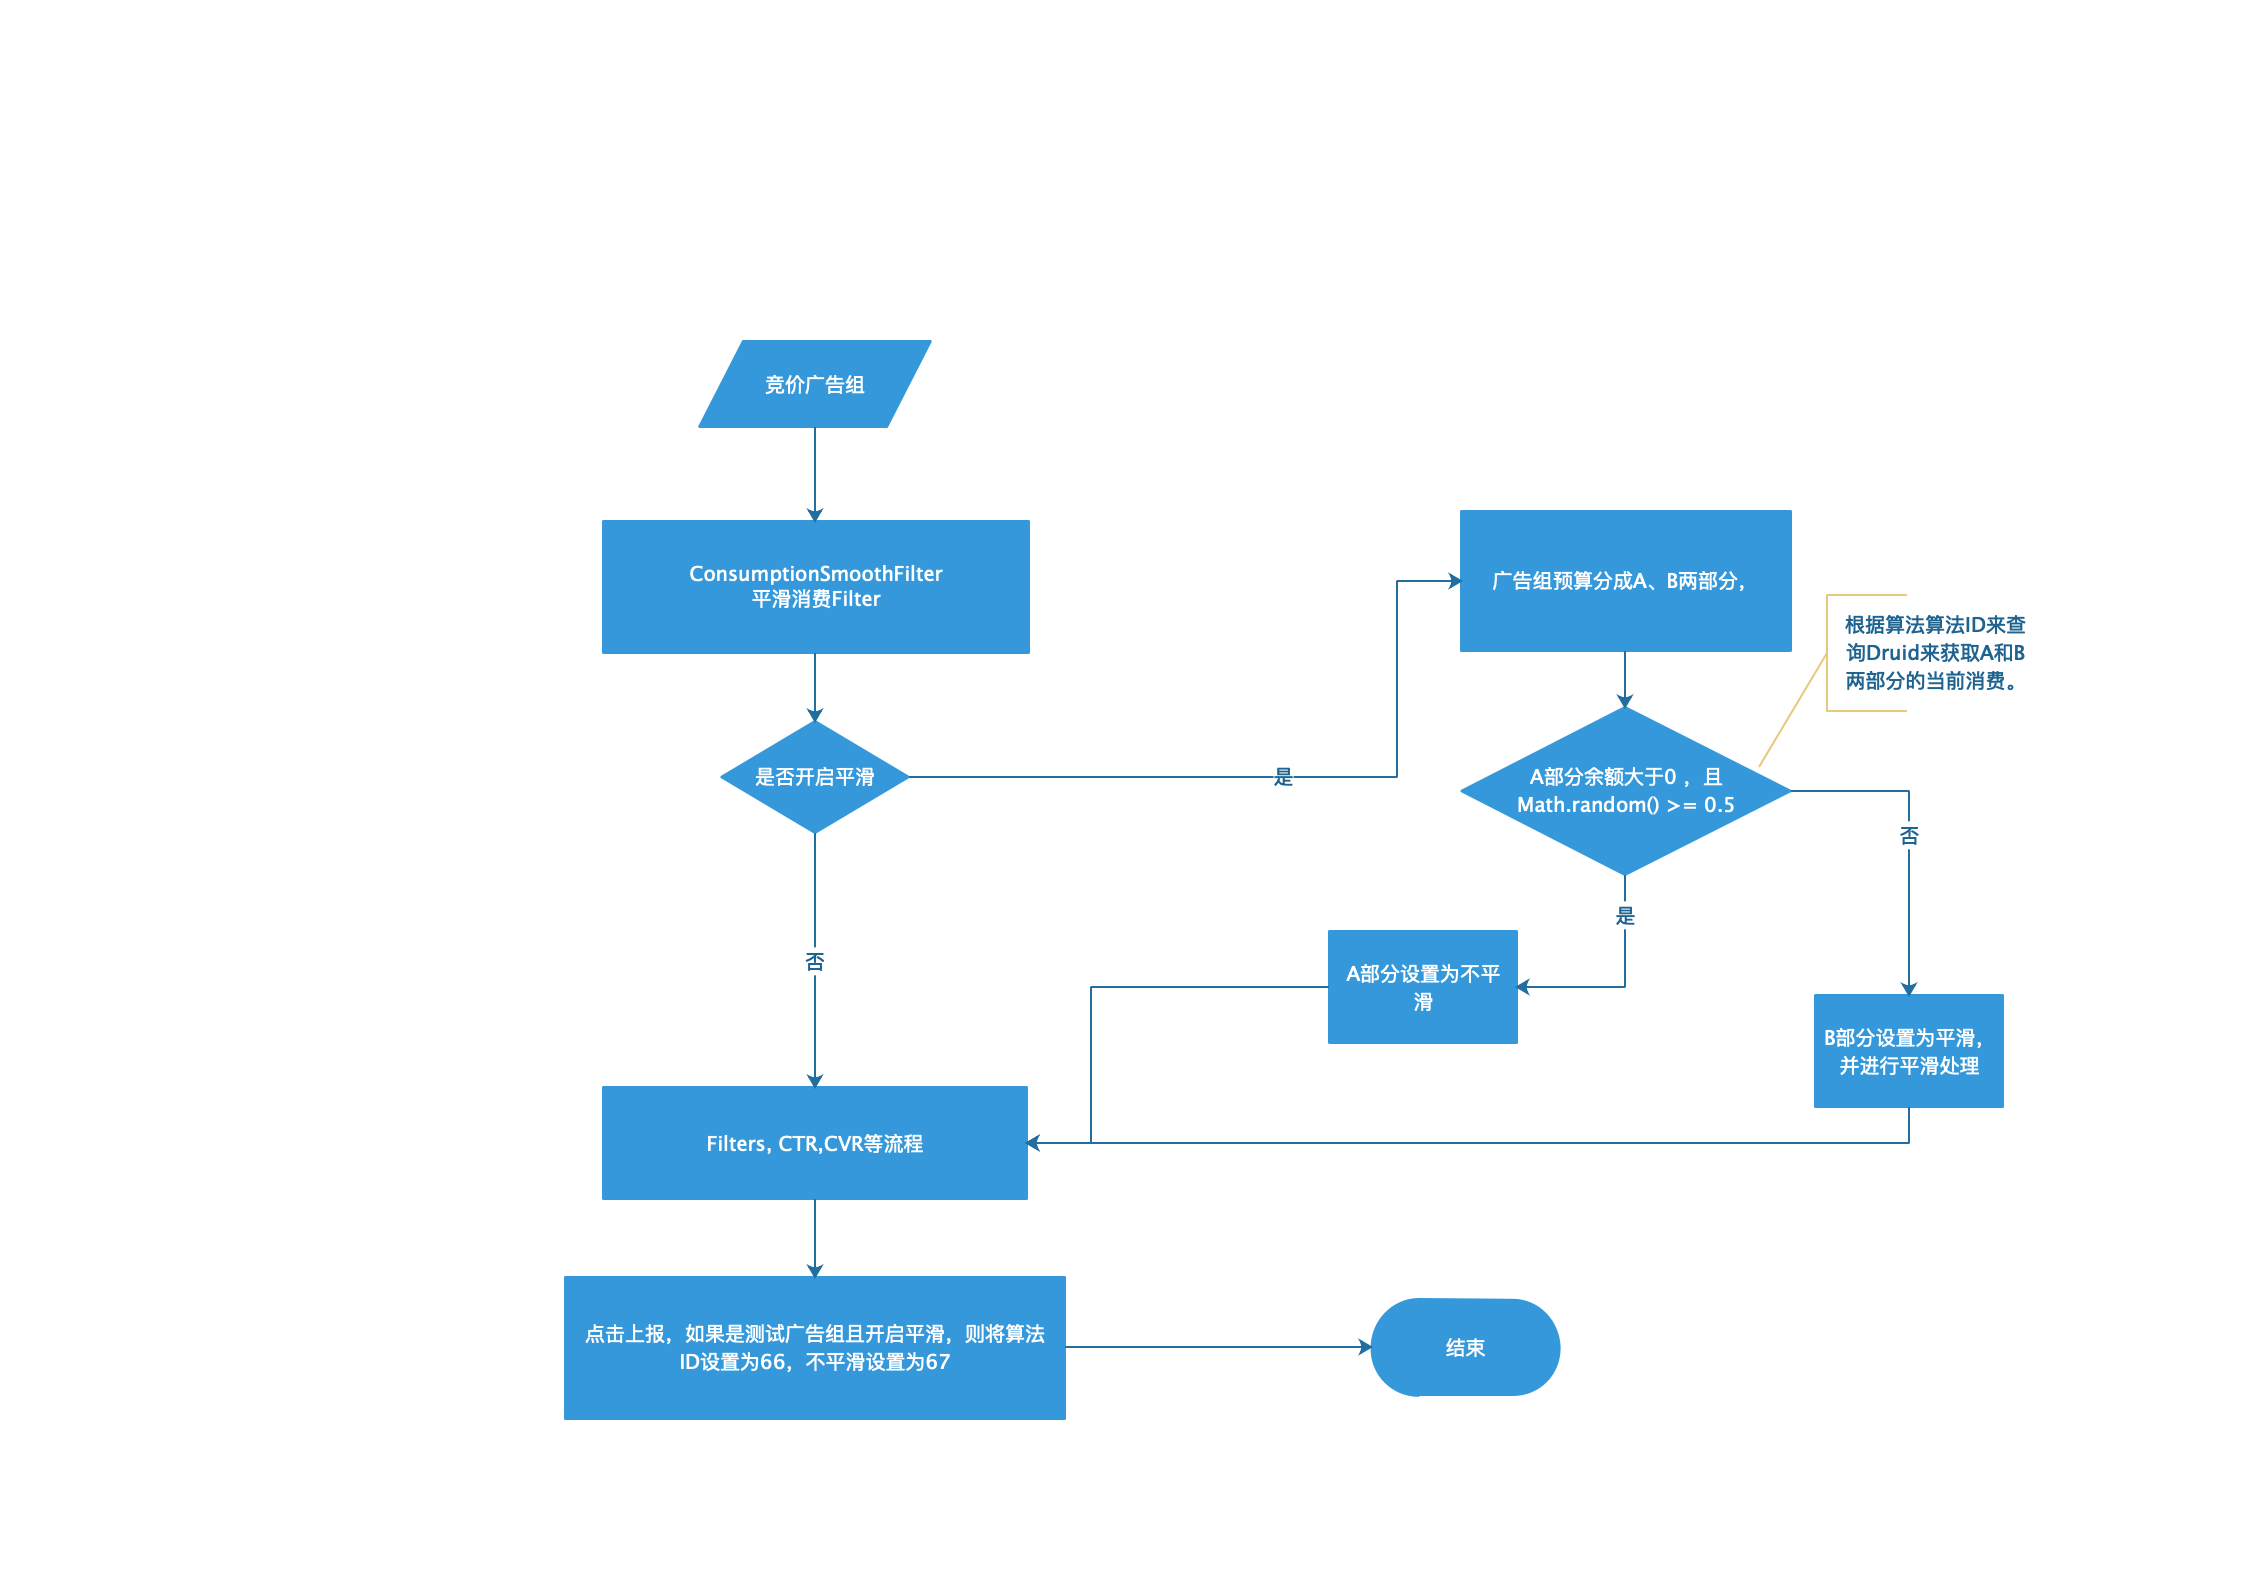 竞价广告组
ConsumptionSmoothFilter
平滑消费Filter
是否开启平滑
是
广告组预算分成A、B两部分，
根据算法算法ID来查
询Druid来获取A和B
两部分的当前消费。
A部分余额大于0 ，且
Math.random() >= 0.5
否
是
A部分设置为不平
滑
B部分设置为平滑，
并进行平滑处理
否
Filters, CTR,CVR等流程
点击上报，如果是测试广告组且开启平滑，则将算法
ID设置为66，不平滑设置为67
结束